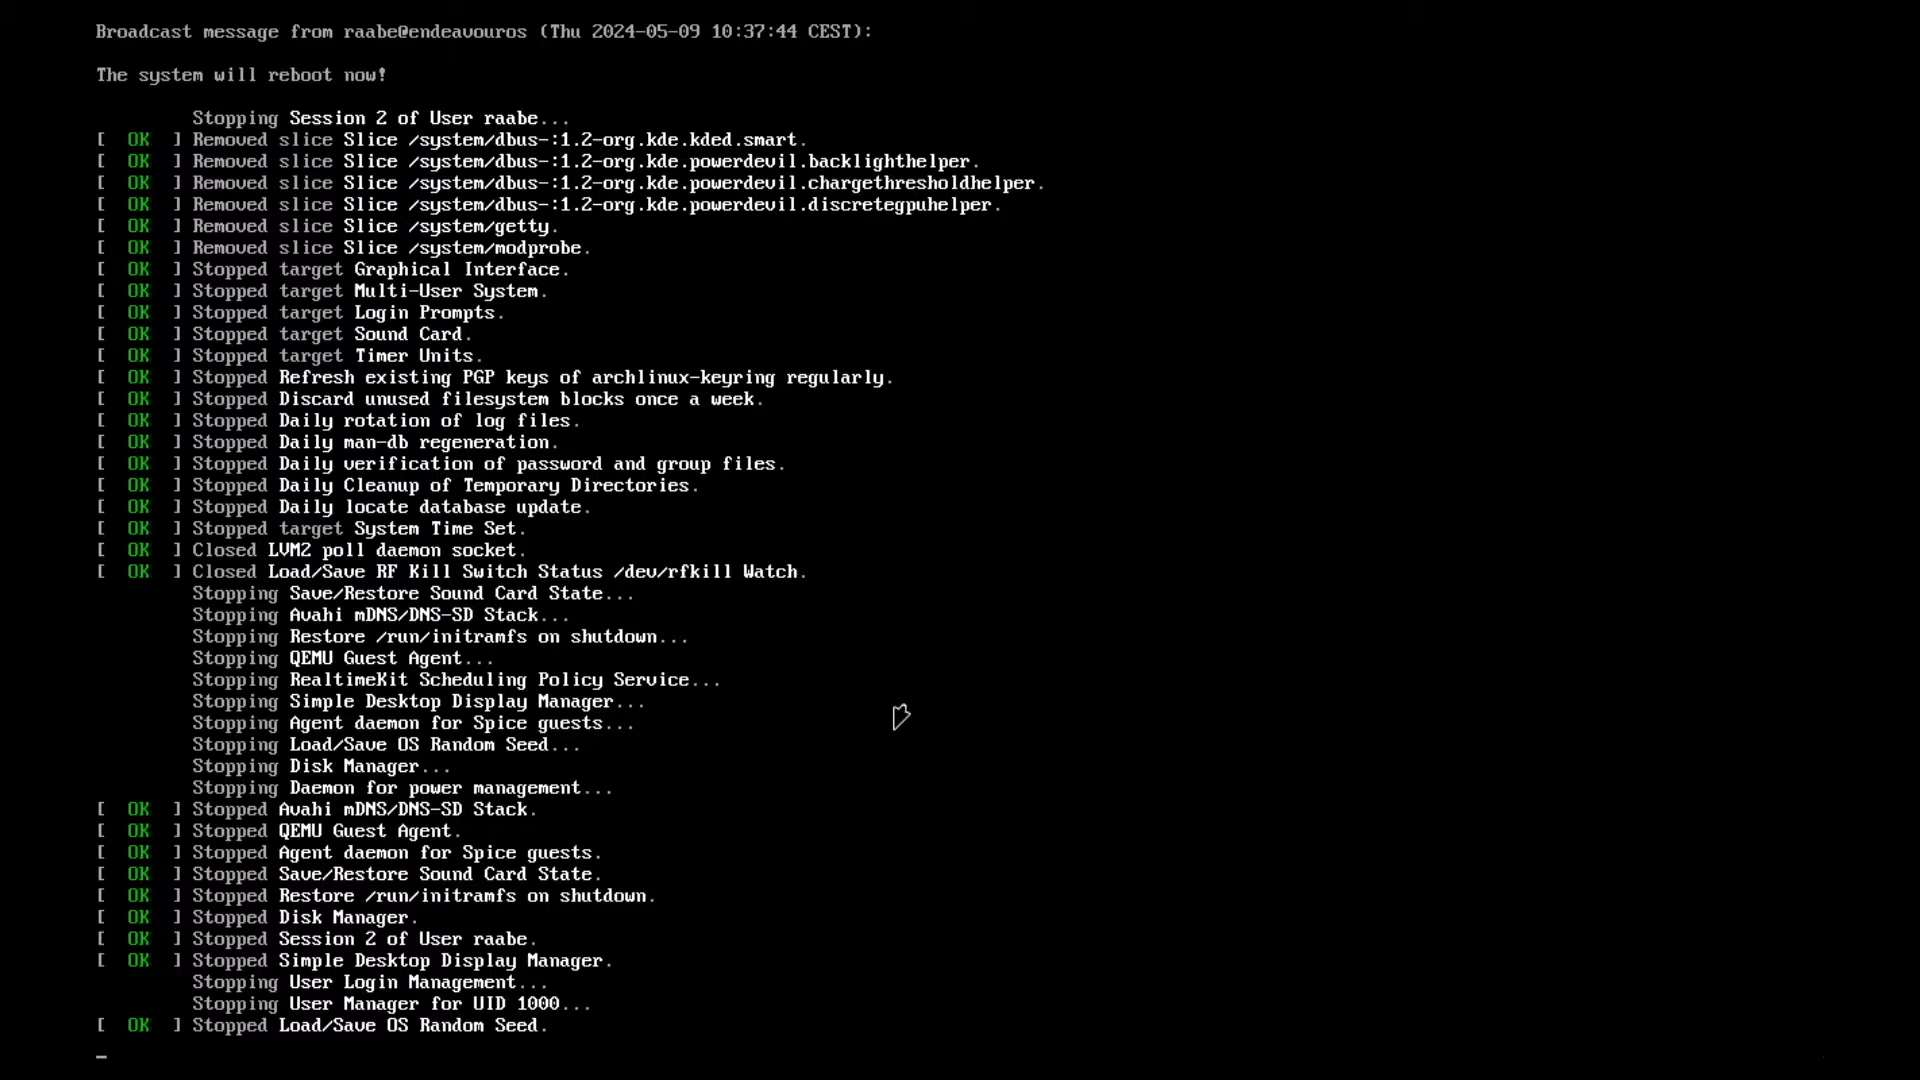 Broadcast message from raabe@endeavouros (Thu 2024-05-09 10:37:44 CEST):
The system will reboot now!
Stopping Session 2 of User raabe...
[  OK  ] Removed slice Slice /system/dbus-:1.2-org.kde.kded.smart.
[  OK  ] Removed slice Slice /system/dbus-:1.2-org.kde.powerdevil.backlighthelper.
[  OK  ] Removed slice Slice /system/dbus-:1.2-org.kde.powerdevil.chargethresholdhelper.
[  OK  ] Removed slice Slice /system/dbus-:1.2-org.kde.powerdevil.discretegpuhelper.
[  OK  ] Removed slice Slice /system/getty.
[  OK  ] Removed slice Slice /system/modprobe.
[  OK  ] Stopped target Graphical Interface.
[  OK  ] Stopped target Multi-User System.
[  OK  ] Stopped target Login Prompts.
[  OK  ] Stopped target Sound Card.
[  OK  ] Stopped target Timer Units.
[  OK  ] Stopped Refresh existing PGP keys of archlinux-keyring regularly.
[  OK  ] Stopped Discard unused filesystem blocks once a week.
[  OK  ] Stopped Daily rotation of log files.
[  OK  ] Stopped Daily man-db regeneration.
[  OK  ] Stopped Daily verification of password and group files.
[  OK  ] Stopped Daily Cleanup of Temporary Directories.
[  OK  ] Stopped Daily locate database update.
[  OK  ] Stopped target System Time Set.
[  OK  ] Closed LVM2 poll daemon socket.
[  OK  ] Closed Load/Save RF Kill Switch Status /dev/rfkill Watch.
Stopping Save/Restore Sound Card State...
Stopping Avahi mDNS/DNS-SD Stack...
Stopping Restore /run/initramfs on shutdown...
Stopping QEMU Guest Agent...
Stopping RealtimeKit Scheduling Policy Service...
Stopping Simple Desktop Display Manager...
Stopping Agent daemon for Spice guests...
Stopping Load/Save OS Random Seed...
Stopping Disk Manager...
Stopping Daemon for power management...
[  OK  ] Stopped Avahi mDNS/DNS-SD Stack.
[  OK  ] Stopped QEMU Guest Agent.
[  OK  ] Stopped Agent daemon for Spice guests.
[  OK  ] Stopped Save/Restore Sound Card State.
[  OK  ] Stopped Restore /run/initramfs on shutdown.
[  OK  ] Stopped Disk Manager.
[  OK  ] Stopped Session 2 of User raabe.
[  OK  ] Stopped Simple Desktop Display Manager.
Stopping User Login Management...
Stopping User Manager for UID 1000...
[  OK  ] Stopped Load/Save OS Random Seed.